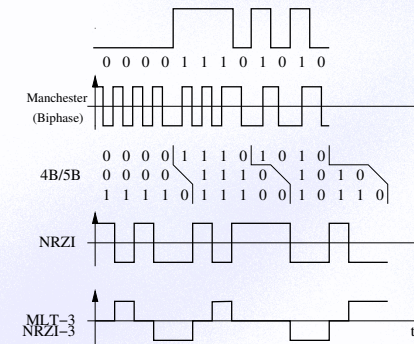 0 0 0 0 1 1 1 0 1 0 1 0
Manchester
(Biphase)
0 0 0 0 1 1 1 0 1 0 1 0
4B/5B
0 0 0 0 1 1 1 0 1 0 1 0
1 1 1 1 0 1 1 1 0 0 1 0 1 1 0
NRZI
MLT-3
NRZI-3
t